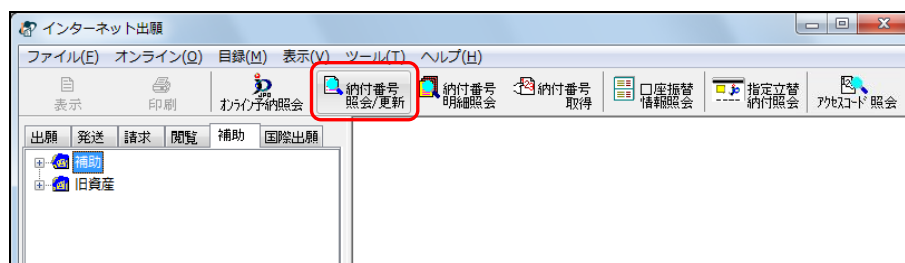 インターネット出願
ファイル(F) オンライン(O) 目録(M) 表示(V) ツール(T) ヘルプ(H)
表示
印刷
オンライン予納照会
納付番号
照会/更新
納付番号
明細照会
納付番号
取得
口座振替
情報照会
指定立替
納付照会
アクセスコード照会
出願 発送 請求 閲覧 補助 国際出願
補助
旧資産